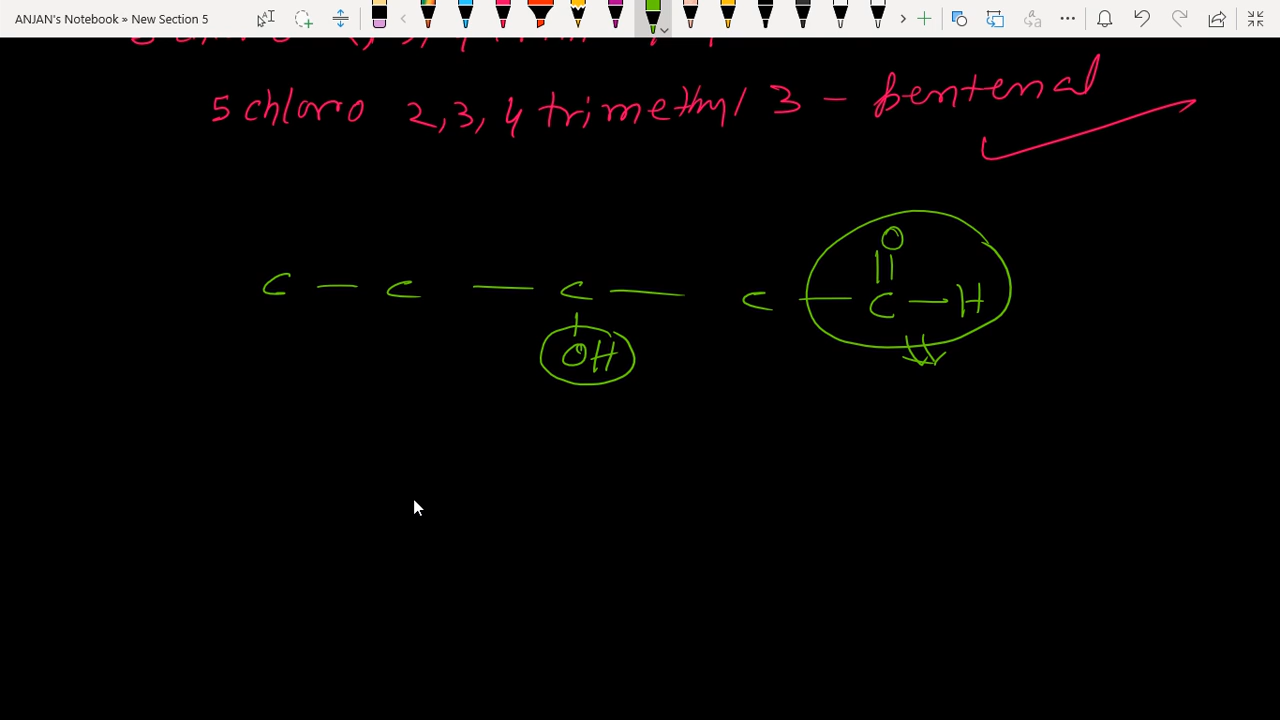 ANJAN's Notebook » New Section 5
5 chloro 2,3,4 trimethyl 3 - pentenal
O
C - C - C - C - C - H
OH